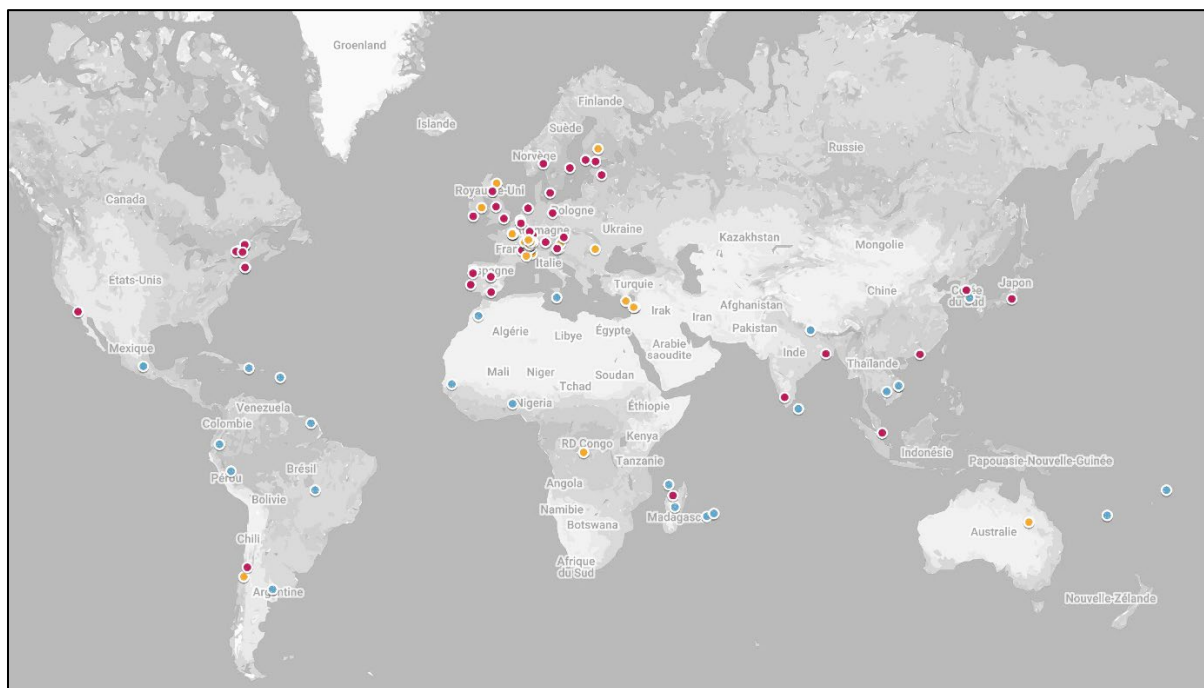 Groenland
Islande
Finlande
Suède
Norvège
Russie
Royaume-Uni
Canada
Pologne
Allemagne
Ukraine
France
Kazakhstan
Mongolie
Italie
Espagne
États-Unis
Turquie
Chine
Corée
du Sud
Japon
Afghanistan
Irak
Iran
Algérie
Libye
Égypte
Pakistan
Arabie
saoudite
Inde
Mexique
Mali
Niger
Tchad
Soudan
Thaïlande
Nigeria
Éthiopie
Venezuela
Colombie
RD Congo
Kenya
Tanzanie
Indonésie
Papouasie-Nouvelle-Guinée
Brésil
Pérou
Bolivie
Angola
Namibie
Botswana
Madagascar
Australie
Chili
Afrique
du Sud
Argentine
Nouvelle-Zélande